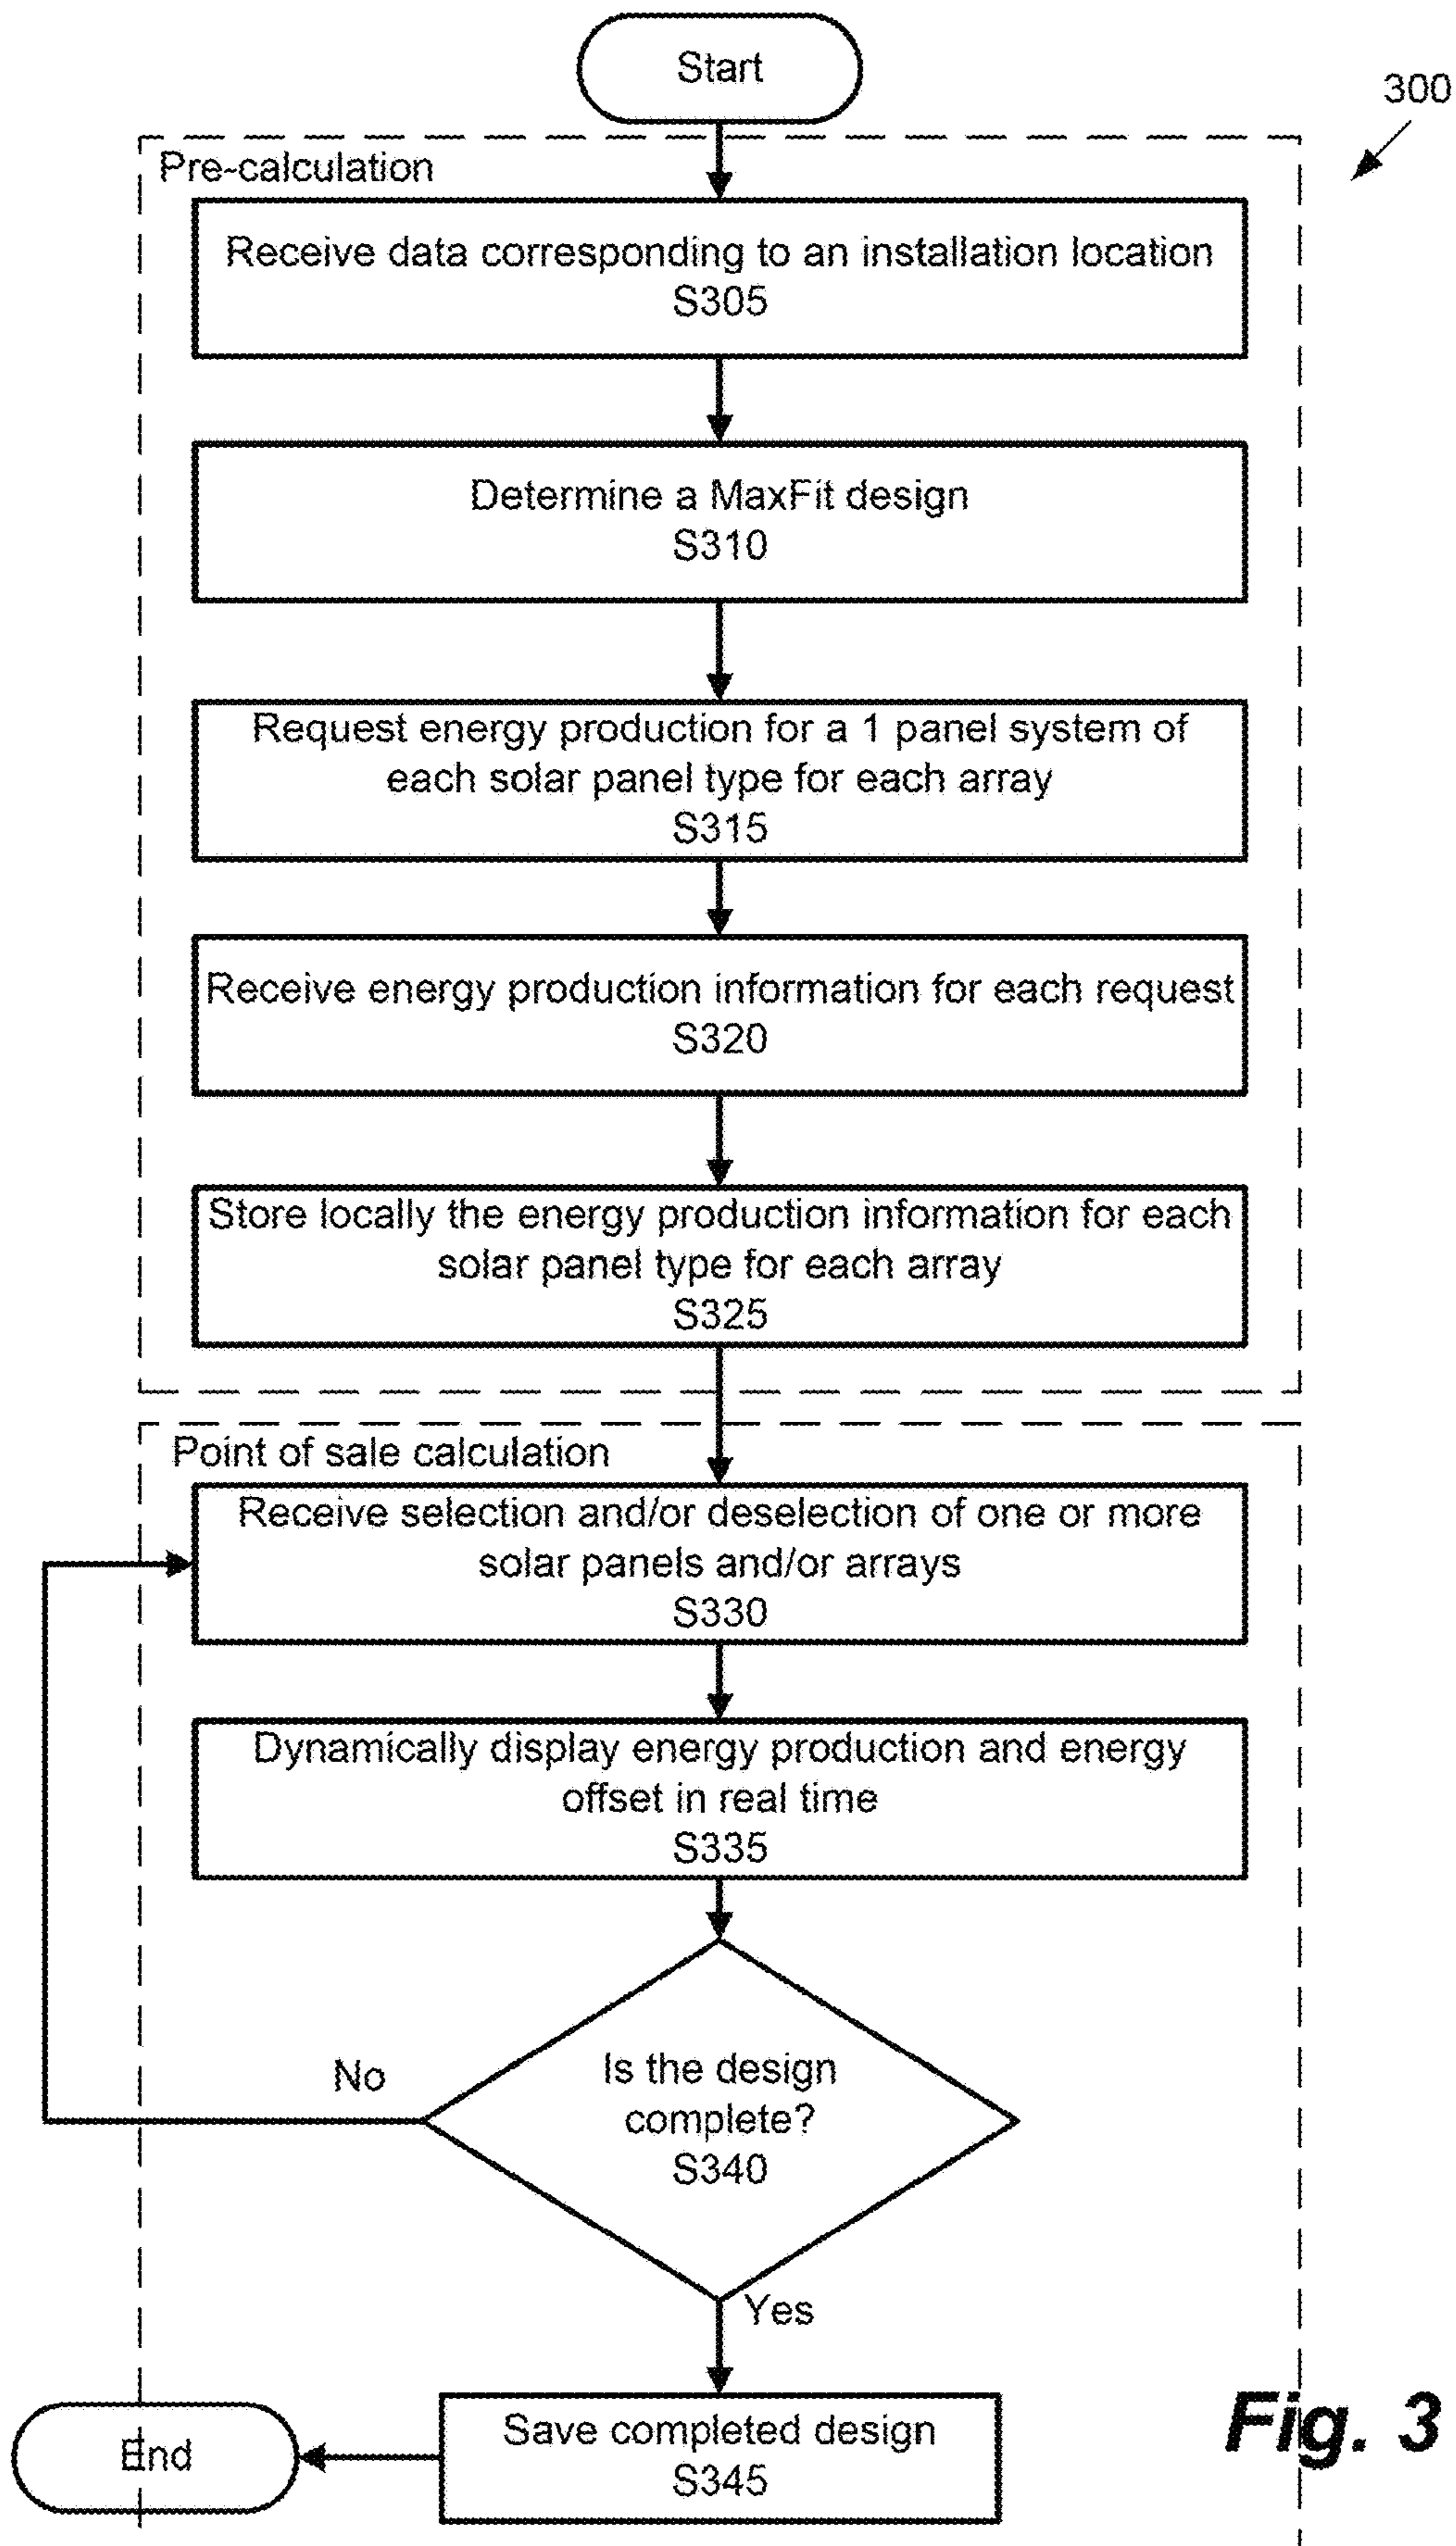 Start
300
Pre-calculation
Receive data corresponding to an installation location
S305
Determine a MaxFit design
S310
Request energy production for a 1 panel system of
each solar panel type for each array
S315
Receive energy production information for each request
S320
Store locally the energy production information for each
solar panel type for each array
S325
Point of sale calculation
Receive selection and/or deselection of one or more
solar panels and/or arrays
S330
Dynamically display energy production and energy
offset in real time
S335
Is the design
complete?
S340
No
Yes
Save completed design
S345
End
Fig. 3